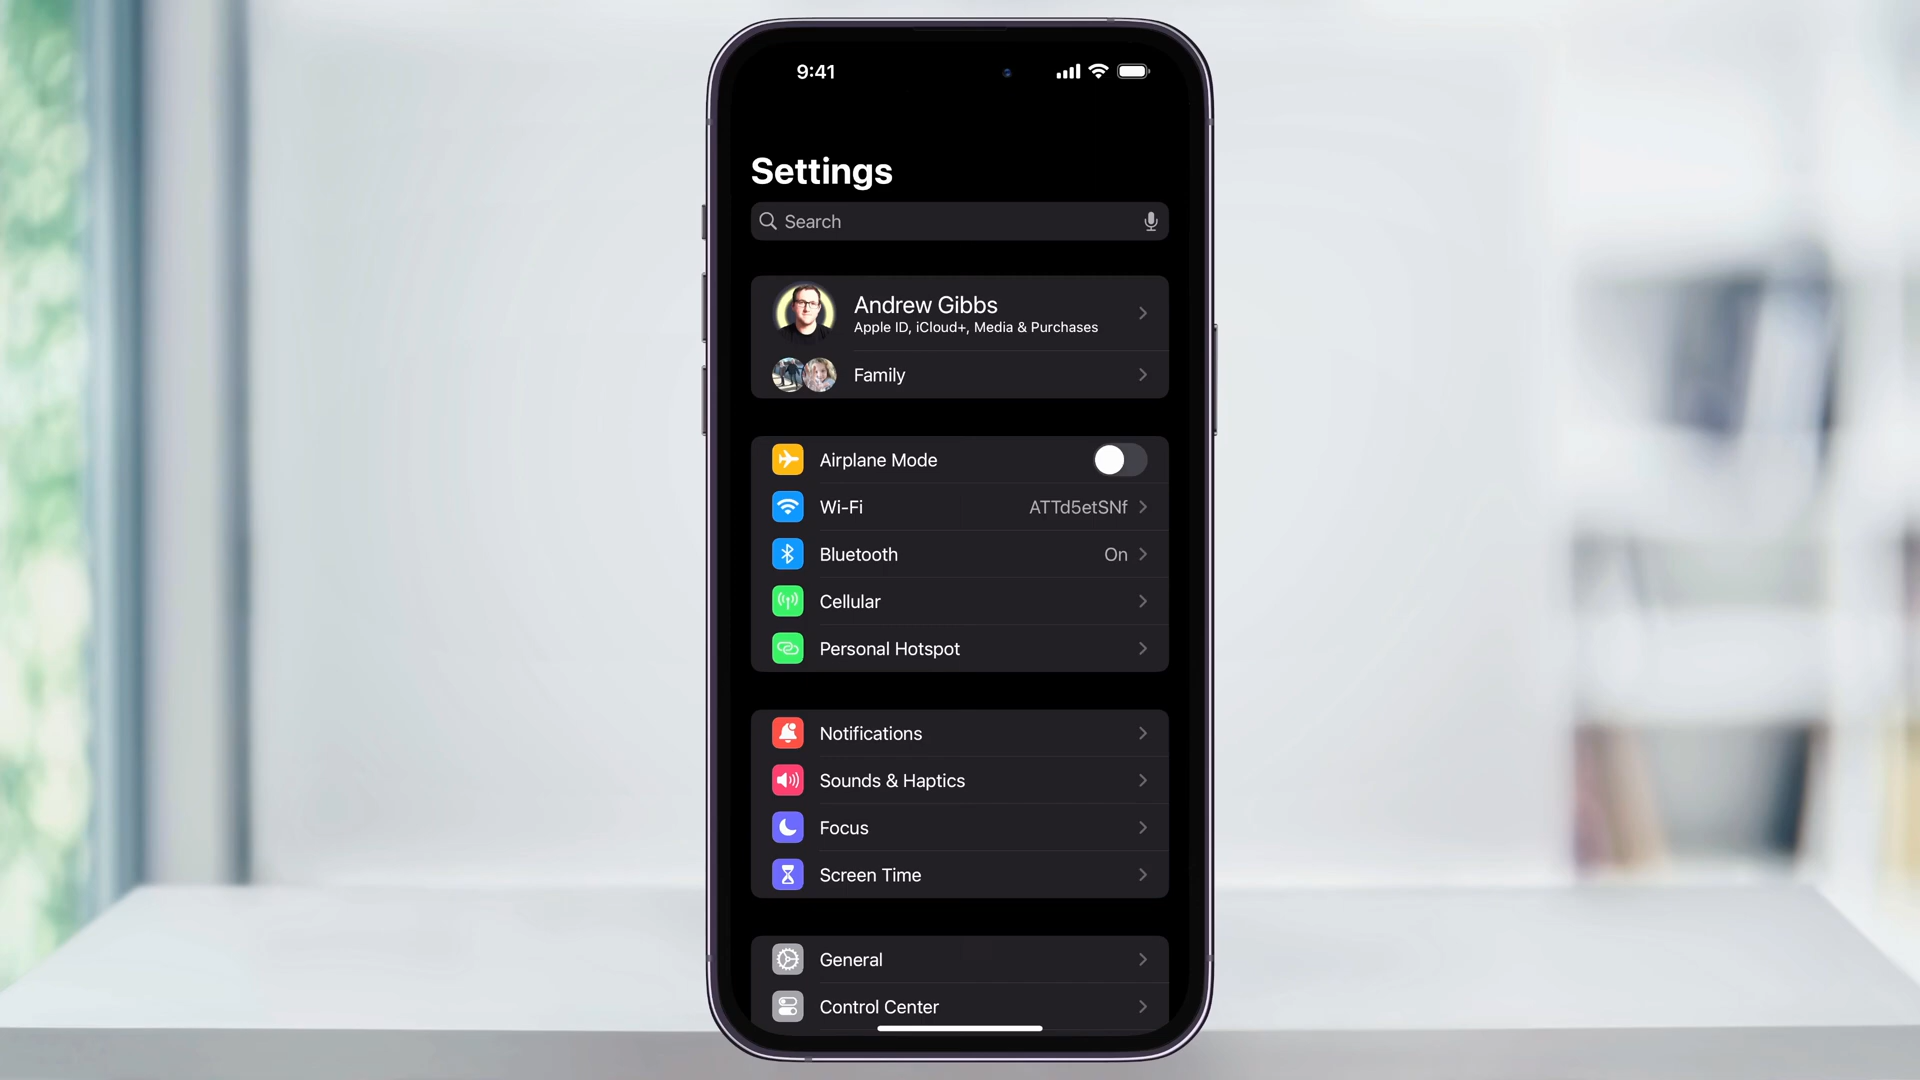 9:41
Settings
Search
Andrew Gibbs
Apple ID, iCloud+, Media & Purchases
Family
Airplane Mode
Wi-Fi ATTd5etSNf
Bluetooth On
Cellular
Personal Hotspot
Notifications
Sounds & Haptics
Focus
Screen Time
General
Control Center